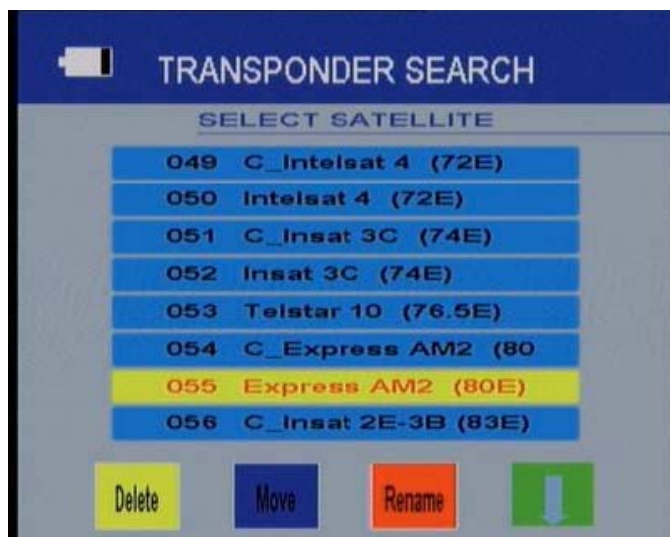 TRANSPONDER SEARCH
SELECT SATELLITE
049 C_Intelsat 4 (72E)
050 Intelsat 4 (72E)
051 C_Insat 3C (74E)
052 Insat 3C (74E)
053 Telstar 10 (76.5E)
054 C_Express AM2 (80
055 Express AM2 (80E)
056 C_Insat 2E-3B (83E)
Delete Move Rename